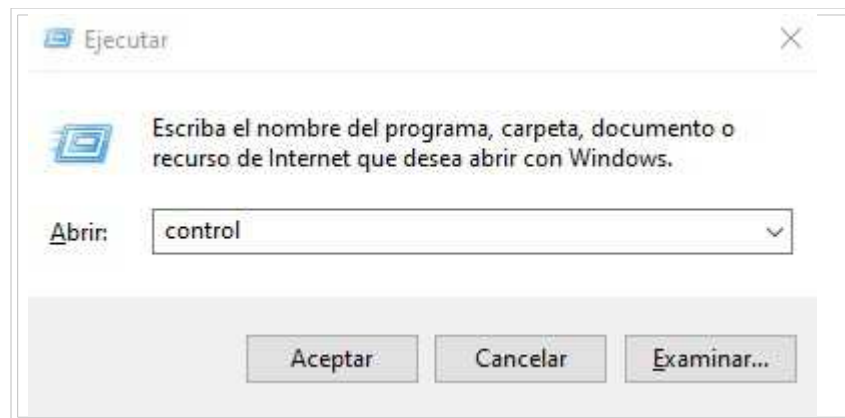 Ejecutar
Escriba el nombre del programa, carpeta, documento o
recurso de Internet que desea abrir con Windows.
Abrir: control
Aceptar Cancelar Examinar...